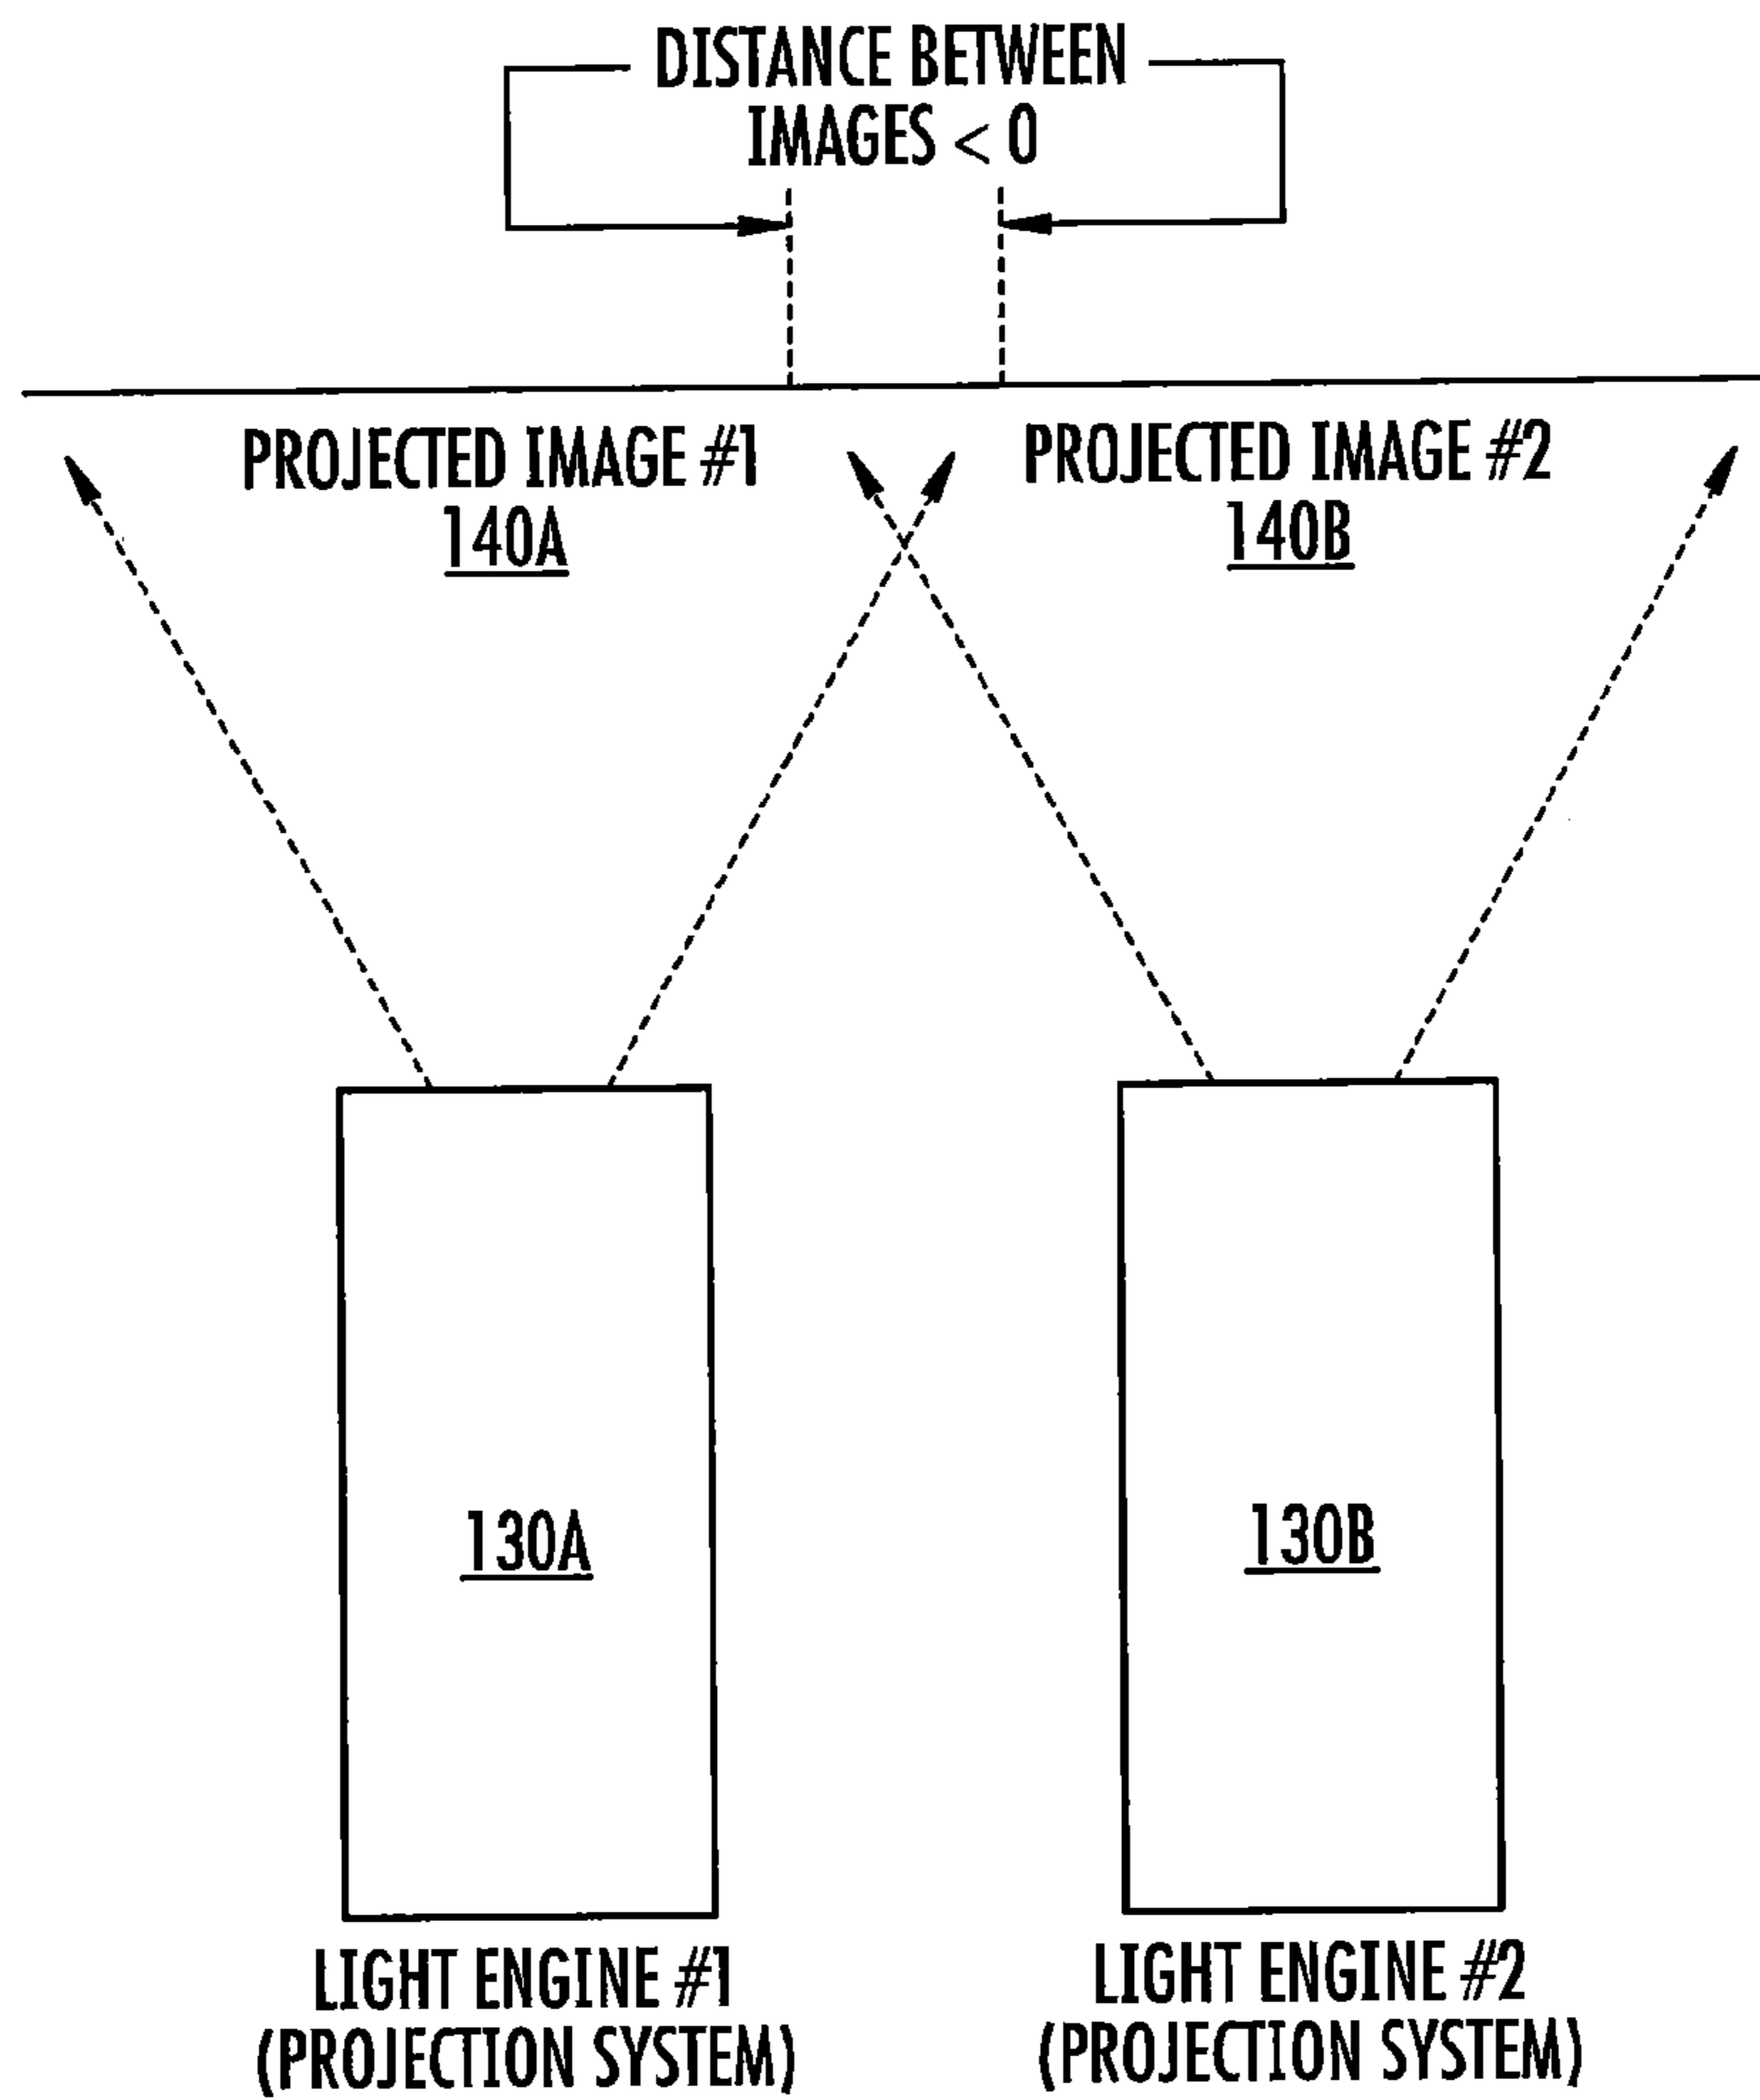 DISTANCE BETWEEN
IMAGES < 0
PROJECTED IMAGE #1
140A
PROJECTED IMAGE #2
140B
130A
130B
LIGHT ENGINE #1
(PROJECTION SYSTEM)
LIGHT ENGINE #2
(PROJECTION SYSTEM)